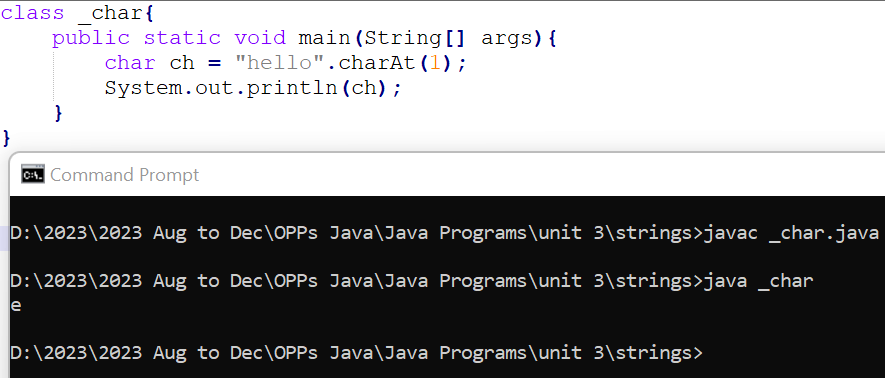 class _char{
    public static void main(String[] args){
        char ch = "hello".charAt(1);
        System.out.println(ch);
    }
}
Command Prompt
D:\2023\2023 Aug to Dec\OPPs Java\Java Programs\unit 3\strings>javac _char.java
D:\2023\2023 Aug to Dec\OPPs Java\Java Programs\unit 3\strings>java _char
e
D:\2023\2023 Aug to Dec\OPPs Java\Java Programs\unit 3\strings>